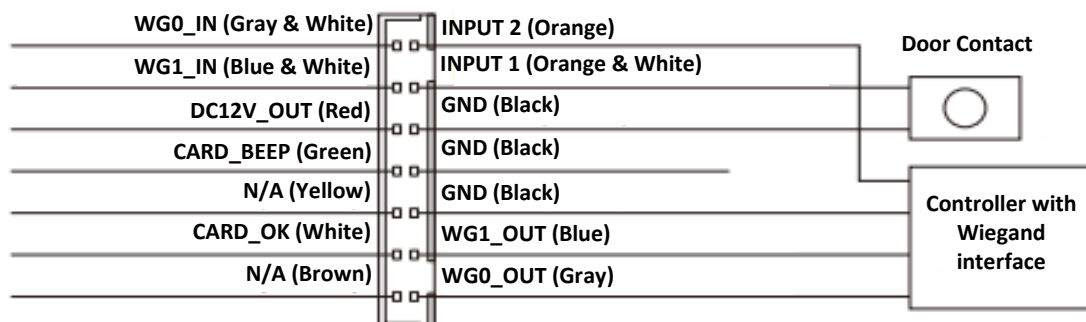 WG0_IN (Gray & White)
WG1_IN (Blue & White)
DC12V_OUT (Red)
CARD_BEEP (Green)
N/A (Yellow)
CARD_OK (White)
N/A (Brown)
INPUT 2 (Orange)
INPUT 1 (Orange & White)
GND (Black)
GND (Black)
GND (Black)
WG1_OUT (Blue)
WG0_OUT (Gray)
Door Contact
Controller with
Wiegand
interface